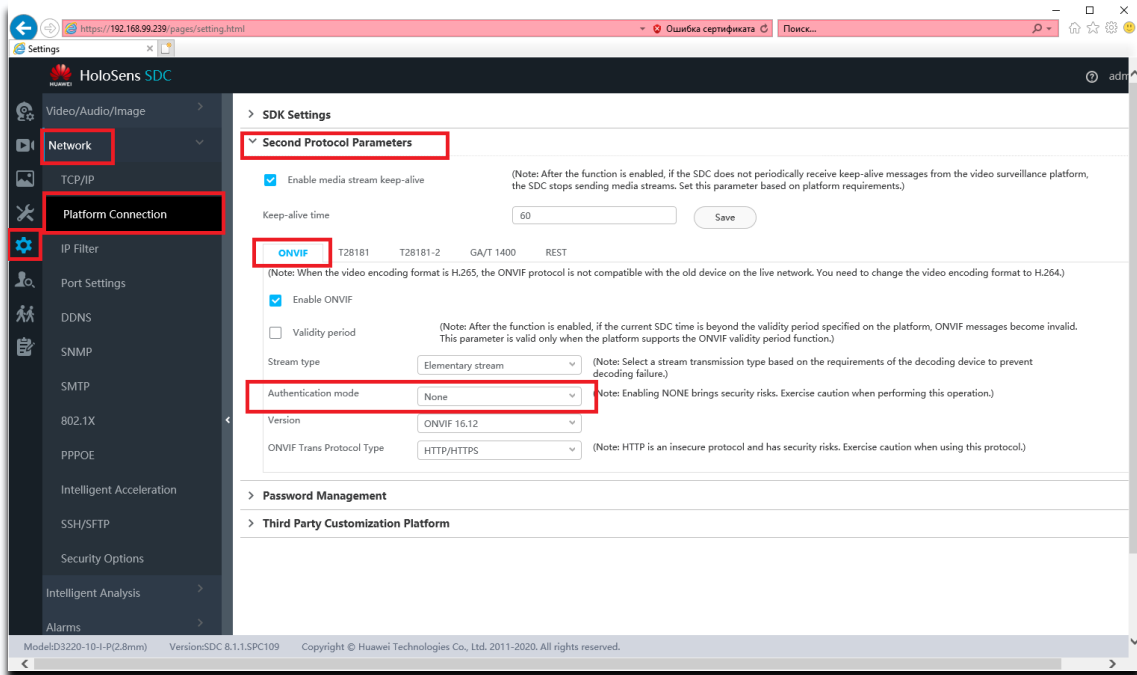 https://192.168.99.239/pages/setting.html
Ошибка сертификата
Поиск...
Settings
HUAWEI
HoloSens SDC
adm
Video/Audio/Image
Network
TCP/IP
Platform Connection
IP Filter
Port Settings
DDNS
SNMP
SMTP
802.1X
PPPOE
Intelligent Acceleration
SSH/SFTP
Security Options
Intelligent Analysis
Alarms
SDK Settings
Second Protocol Parameters
Enable media stream keep-alive
(Note: After the function is enabled, if the SDC does not periodically receive keep-alive messages from the video surveillance platform,
the SDC stops sending media streams. Set this parameter based on platform requirements.)
Keep-alive time
60
Save
ONVIF T28181 T28181-2 GA/T 1400 REST
(Note: When the video encoding format is H.265, the ONVIF protocol is not compatible with the old device on the live network. You need to change the video encoding format to H.264.)
Enable ONVIF
Validity period
(Note: After the function is enabled, if the current SDC time is beyond the validity period specified on the platform, ONVIF messages become invalid.
This parameter is valid only when the platform supports the ONVIF validity period function.)
Stream type
Elementary stream
(Note: Select a stream transmission type based on the requirements of the decoding device to prevent
decoding failure.)
Authentication mode
None
Note: Enabling NONE brings security risks. Exercise caution when performing this operation.)
Version
ONVIF 16.12
ONVIF Trans Protocol Type
HTTP/HTTPS
(Note: HTTP is an insecure protocol and has security risks. Exercise caution when using this protocol.)
Password Management
Third Party Customization Platform
Model:D3220-10-I-P(2.8mm) Version:SDC 8.1.1.SPC109 Copyright © Huawei Technologies Co., Ltd. 2011-2020. All rights reserved.